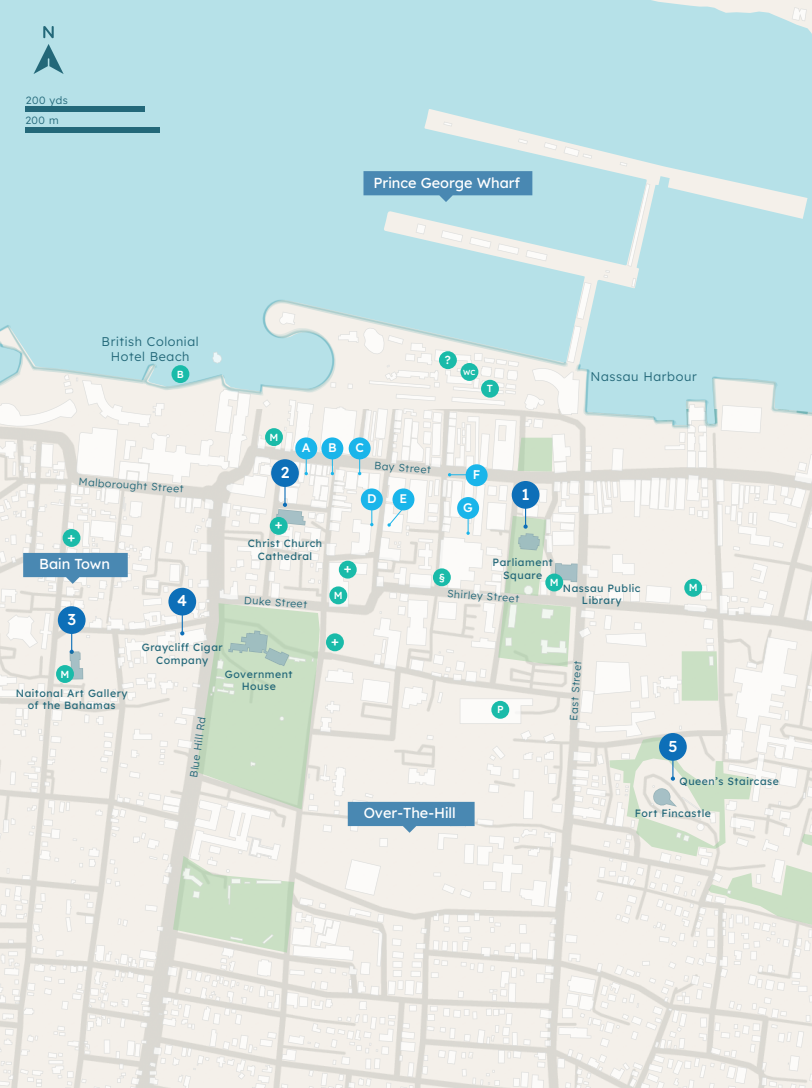 N
200 yds
200 m
Prince George Wharf
British Colonial
Hotel Beach
B
?
WC
T
Nassau Harbour
M
A
B
C
Bay Street
F
2
Malborought Street
D
E
G
1
+
Christ Church
Cathedral
+
Bain Town
Parliament
Square
+
§
M
Nassau Public
Library
M
M
Duke Street
Shirley Street
4
3
+
Graycliff Cigar
Company
Government
House
M
Naitonal Art Gallery
of the Bahamas
East Street
P
Blue Hill Rd
5
Queen's Staircase
Over-The-Hill
Fort Fincastle